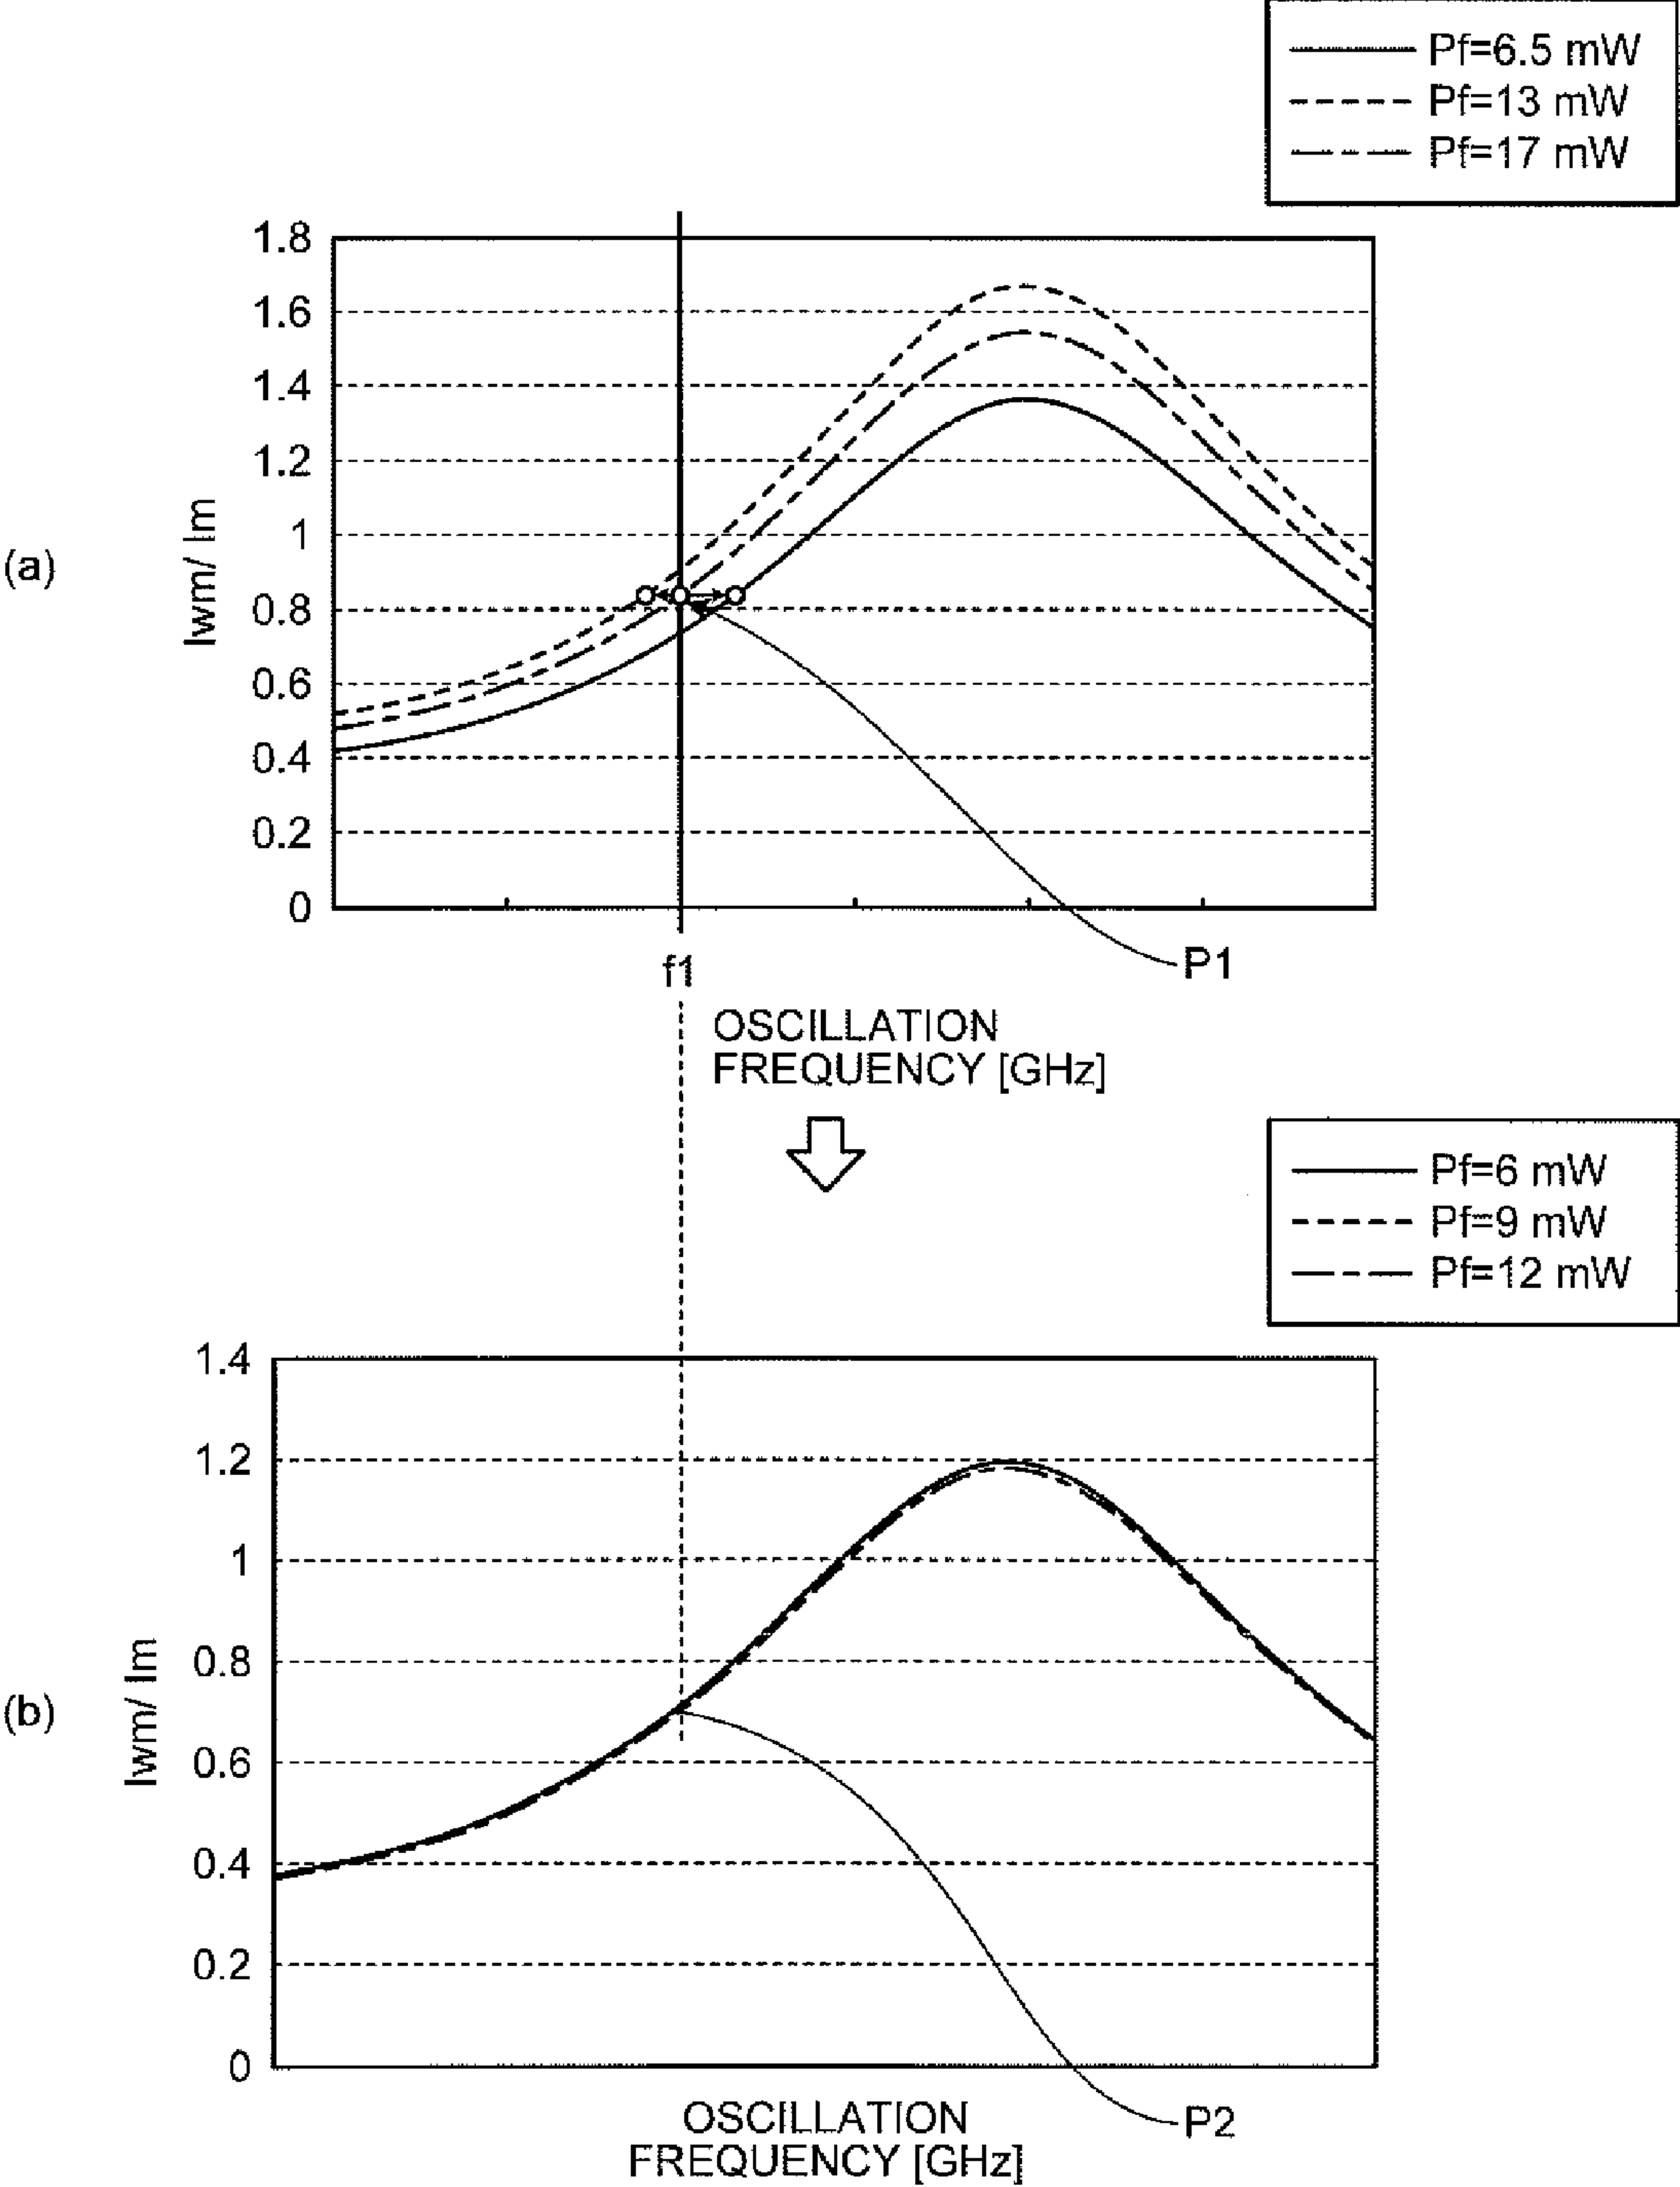 Pf=6.5 mW
Pf=13 mW
Pf=17 mW
(a)
Iwm/ Im
1.8
1.6
1.4
1.2
1
0.8
0.6
0.4
0.2
0
f1
P1
OSCILLATION
FREQUENCY [GHz]
Pf=6 mW
Pf=9 mW
Pf=12 mW
(b)
Iwm/ Im
1.4
1.2
1
0.8
0.6
0.4
0.2
0
P2
OSCILLATION
FREQUENCY [GHz]